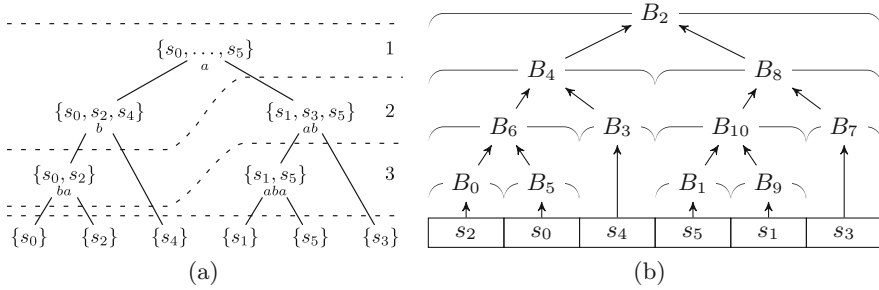 {s0, ..., s5}
a
1
{s0, s2, s4}
b
{s1, s3, s5}
ab
2
{s0, s2}
ba
{s1, s5}
aba
3
{s0} {s2} {s4} {s1} {s5} {s3}
(a)
B2
B4 B8
B6 B3 B10 B7
B0 B5 B1 B9
s2 s0 s4 s5 s1 s3
(b)